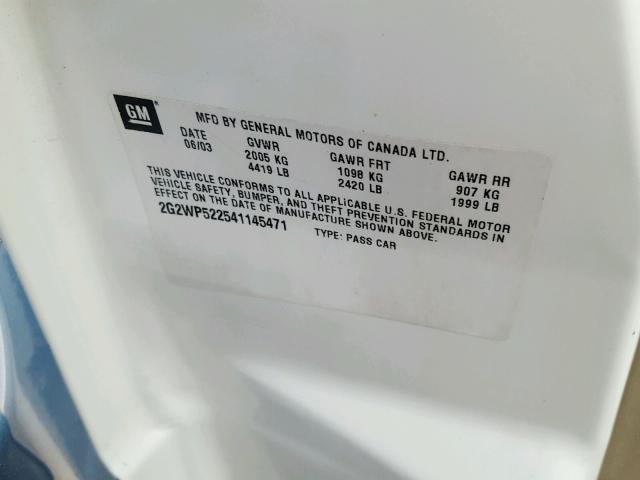 GM
MFD BY GENERAL MOTORS OF CANADA LTD.
DATE GVWR GAWR FRT GAWR RR
06/03 2005 KG 1098 KG 907 KG
4419 LB 2420 LB 1999 LB
THIS VEHICLE CONFORMS TO ALL APPLICABLE U.S. FEDERAL MOTOR
VEHICLE SAFETY, BUMPER, AND THEFT PREVENTION STANDARDS IN
EFFECT ON THE DATE OF MANUFACTURE SHOWN ABOVE.
2G2WP522541145471 TYPE: PASS CAR